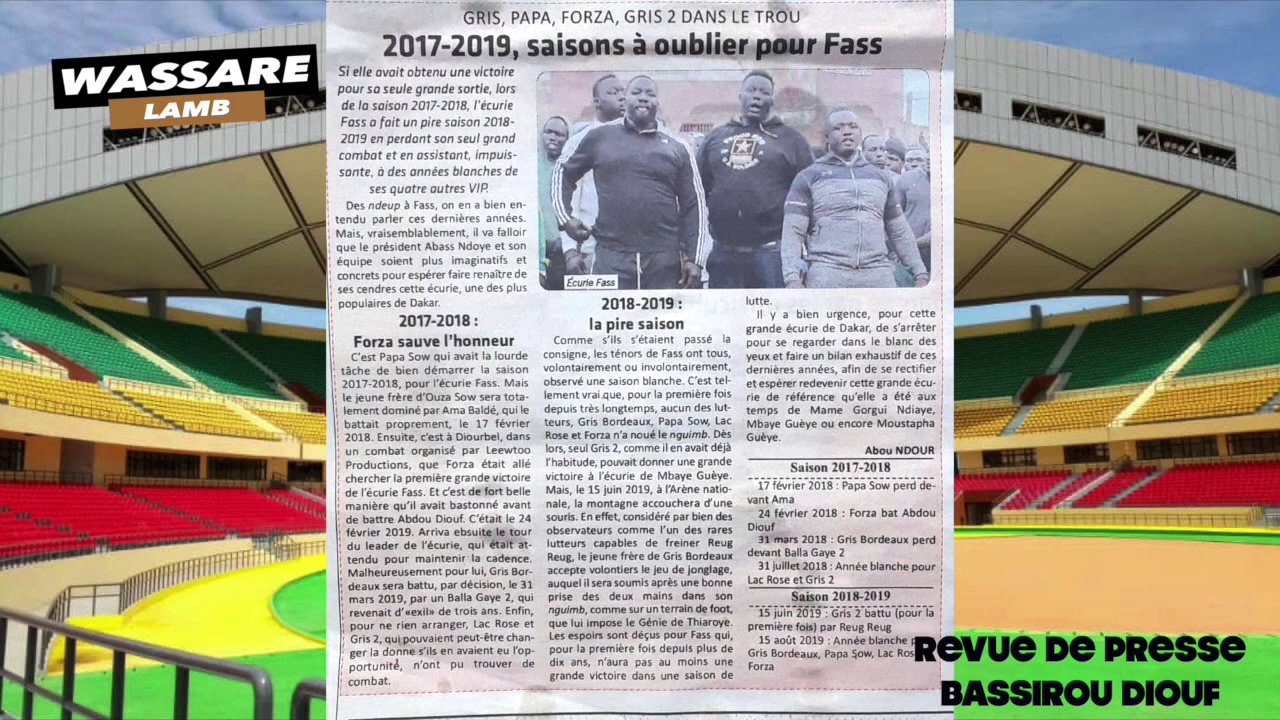 WASSARE
LAMB
GRIS, PAPA, FORZA, GRIS 2 DANS LE TROU
2017-2019, saisons à oublier pour Fass
Si elle avait obtenu une victoire
pour sa seule grande sortie, lors
de la saison 2017-2018, l'écurie
Fass a fait un pire saison 2018-
2019 en perdant son seul grand
combat et en assistant, impuis-
sante, à des années blanches de
ses quatre autres VIP.
Des ndeup à Fass, on en a bien en-
tendu parler ces dernières années.
Mais, vraisemblablement, il va falloir
que le président Abass Ndoye et son
équipe soient plus imaginatifs et
concrets pour espérer faire renaître de
ses cendres cette écurie, une des plus
populaires de Dakar.
2017-2018 :
Forza sauve l'honneur
C'est Papa Sow qui avait la lourde
tâche de bien démarrer la saison
2017-2018, pour l'écurie Fass. Mais
le jeune frère d'Ouza Sow sera tota-
lement dominé par Ama Baldé, qui le
battait proprement, le 17 février
2018. Ensuite, c'est à Diourbel, dans
un combat organisé par Leewtoo
Productions, que Forza était allé
chercher la première grande victoire
de l'écurie Fass. Et c'est de fort belle
manière qu'il avait bastonné avant
de battre Abdou Diouf. C'était le 24
février 2019. Arriva ebsuite le tour
du leader de l'écurie, qui était at-
tendu pour maintenir la cadence.
Malheureusement pour lui, Gris Bor-
deaux sera battu, par décision, le 31
mars 2019, par un Balla Gaye 2, qui
revenait d'«exil» de trois ans. Enfin,
pour ne rien arranger, Lac Rose et
Gris 2, qui pouvaient peut-être chan-
ger la donne s'ils en avaient eu l'op-
portunité, n'ont pu trouver de
combat.
Écurie Fass
2018-2019 :
la pire saison
Comme s'ils s'étaient passé la
consigne, les ténors de Fass ont tous,
volontairement ou involontairement,
observé une saison blanche. C'est tel-
lement vrai que, pour la première fois
depuis très longtemps, aucun des lut-
teurs, Gris Bordeaux, Papa Sow, Lac
Rose et Forza n'a noué le nguimb. Dès
lors, seul Gris 2, comme il en avait déjà
l'habitude, pouvait donner une grande
victoire à l'écurie de Mbaye Guèye.
Mais, le 15 juin 2019, à l'Arène natio-
nale, la montagne accouchera d'une
souris. En effet, considéré par bien des
observateurs comme l'un des rares
lutteurs capables de freiner Reug
Reug, le jeune frère de Gris Bordeaux
accepte volontiers le jeu de jonglage,
auquel il sera soumis après une bonne
prise des deux mains dans son
nguimb, comme sur un terrain de foot,
que lui impose le Génie de Thiaroye.
Les espoirs sont déçus pour Fass qui,
pour la première fois depuis plus de
dix ans, n'aura pas au moins une
grande victoire dans une saison de
lutte.
Il y a bien urgence, pour cette
grande écurie de Dakar, de s'arrêter
pour se regarder dans le blanc des
yeux et faire un bilan exhaustif de ces
dernières années, afin de se rectifier
et espérer redevenir cette grande écu-
rie de référence qu'elle a été aux
temps de Mame Gorgui Ndiaye,
Mbaye Guèye ou encore Moustapha
Guèye.
Abou NDOUR
Saison 2017-2018
17 février 2018 : Papa Sow perd de-
vant Ama
24 février 2018 : Forza bat Abdou
Diouf
31 mars 2018 : Gris Bordeaux perd
devant Balla Gaye 2
31 juillet 2018 : Année blanche pour
Lac Rose et Gris 2
Saison 2018-2019
15 juin 2019 : Gris 2 battu (pour la
première fois) par Reug Reug
15 août 2019 : Année blanche
Gris Bordeaux, Papa Sow, Lac
Forza
REVUE DE PRESSE
BASSIROU DIOUF